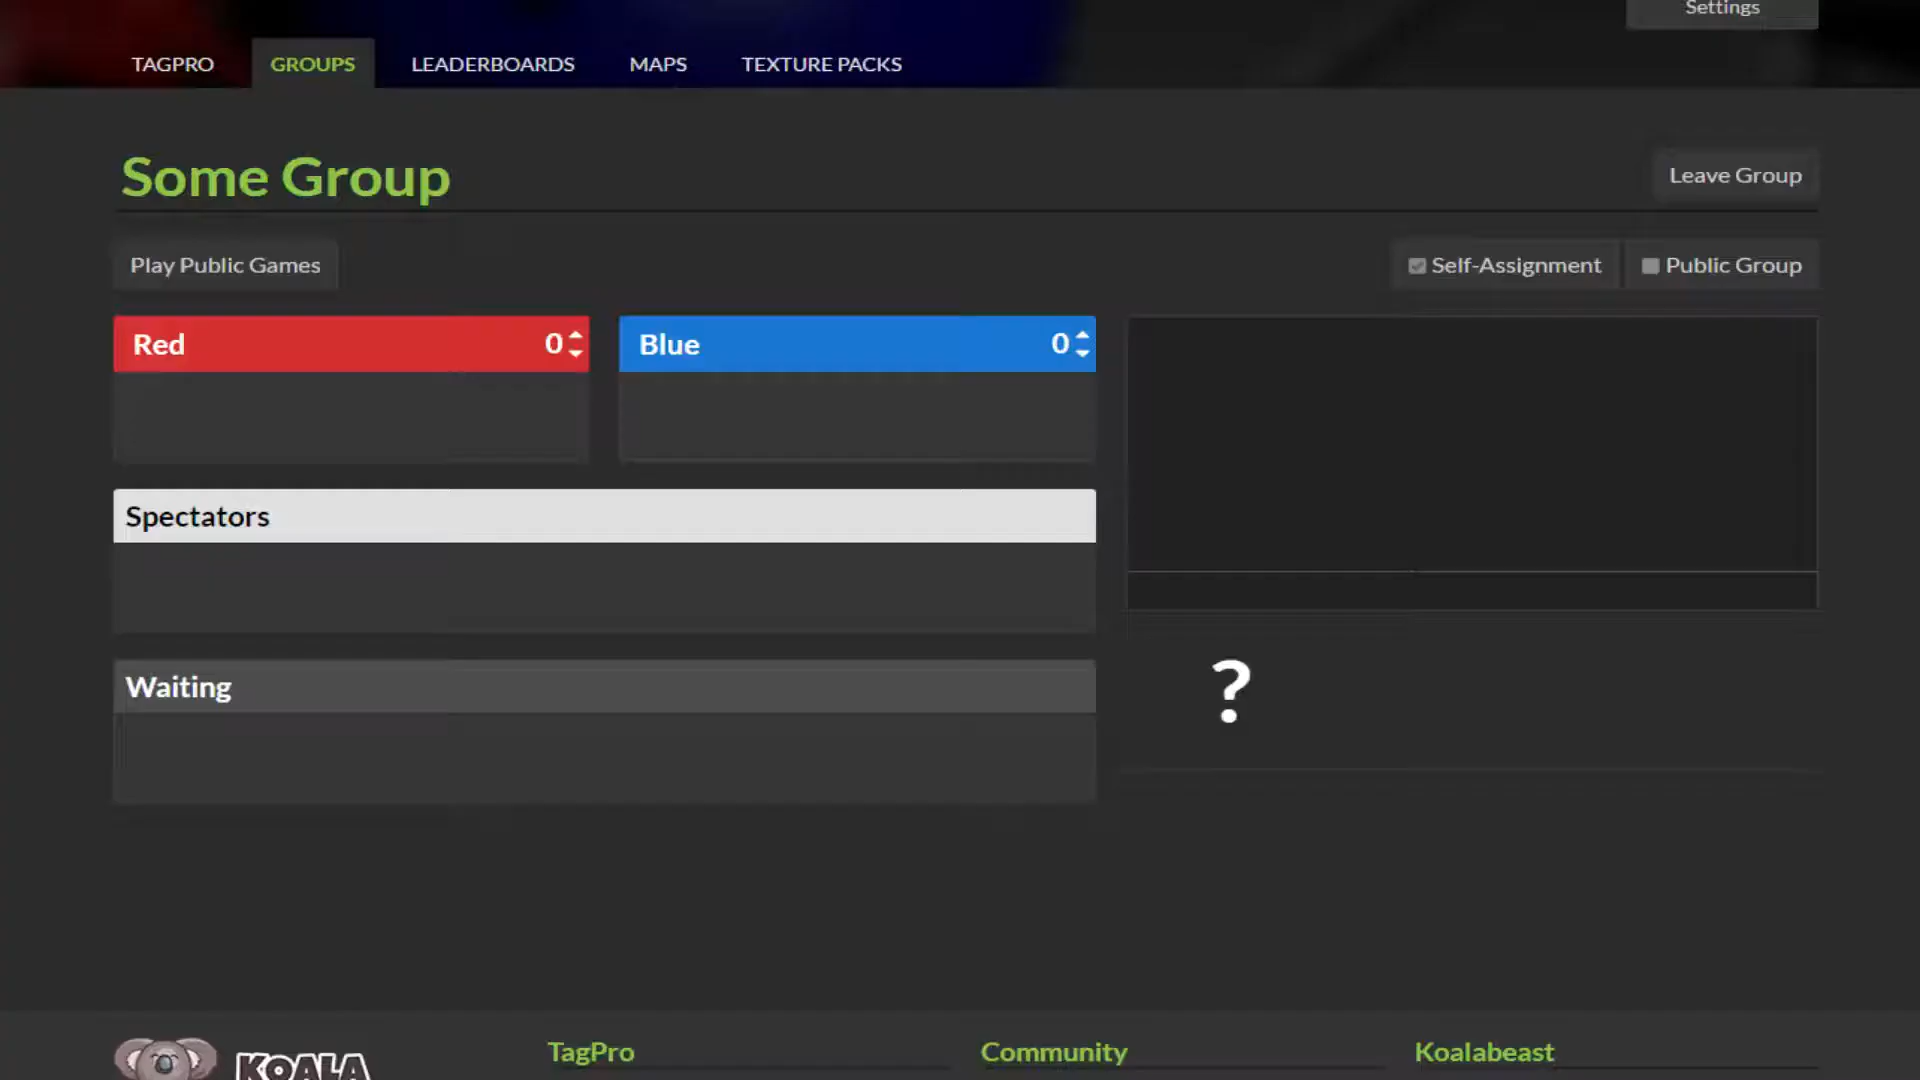 Settings
TAGPRO GROUPS LEADERBOARDS MAPS TEXTURE PACKS
Some Group
Leave Group
Play Public Games
Self-Assignment
Public Group
Red 0
Blue 0
Spectators
Waiting
?
KOALA
TagPro
Community
Koalabeast